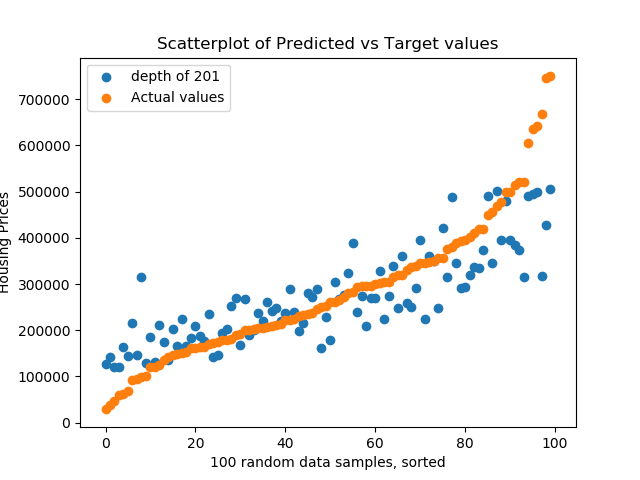 Scatterplot of Predicted vs Target values
depth of 201
Actual values
700000
600000
500000
400000
300000
200000
100000
0
Housing Prices
0 20 40 60 80 100
100 random data samples, sorted